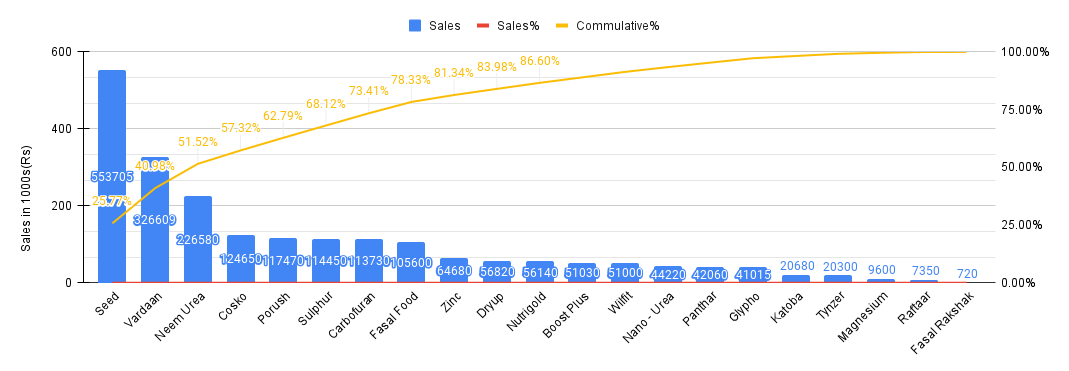 Sales Sales% Commulative%
Sales in 1000s(Rs)
600
400
200
0
100.00%
75.00%
50.00%
25.00%
0.00%
25.77%
40.98%
51.52%
57.32%
62.79%
68.12%
73.41%
78.33%
81.34%
83.98%
86.60%
553705
326609
226580
124650
117470
114450
113730
105600
64680
56820
56140
51030
51000
44220
42060
41015
20680
20300
9600
7350
720
Seed
Vardaan
Neem Urea
Cosko
Porush
Sulphur
Carbofuran
Fasal Food
Zinc
Dryup
Nutrigold
Boost Plus
Wilfit
Nano - Urea
Panthar
Glypho
Katoba
Tynzer
Magnesium
Raftaar
Fasal Rakshak